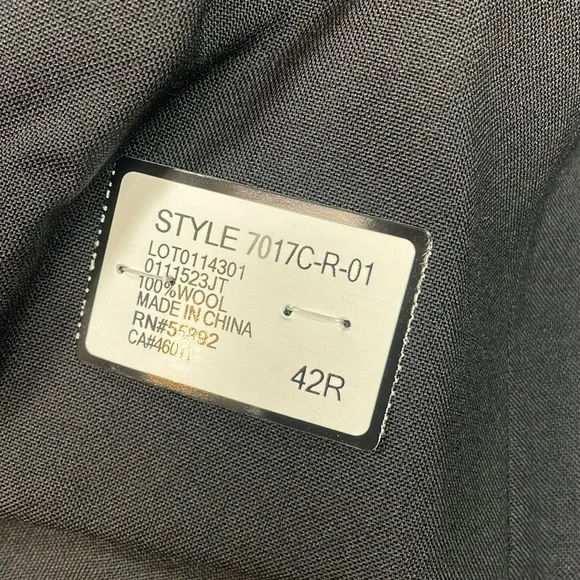 STYLE 7017C-R-01
LOT0114301
0111523JT
100%WOOL
MADE IN CHINA
RN#55892
42R